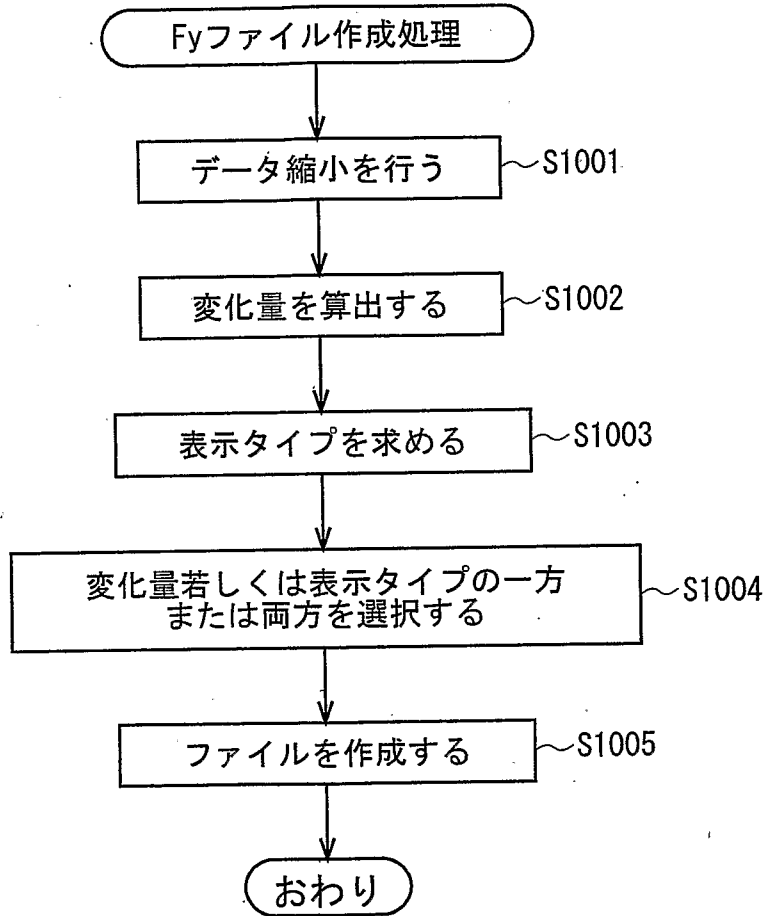 Fyファイル作成処理
データ縮小を行う
S1001
変化量を算出する
S1002
表示タイプを求める
S1003
変化量若しくは表示タイプの一方
または両方を選択する
S1004
ファイルを作成する
S1005
おわり